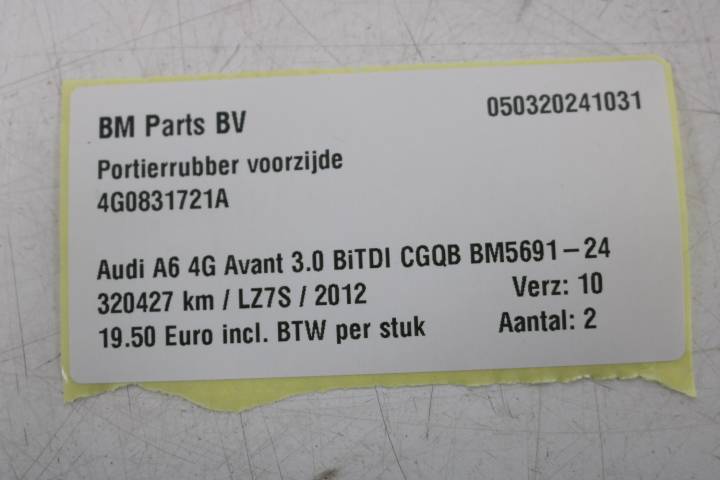 BM Parts BV 050320241031
Portierrubber voorzijde
4G0831721A
Audi A6 4G Avant 3.0 BiTDI CGQB BM5691-24
320427 km / LZ7S / 2012 Verz: 10
19.50 Euro incl. BTW per stuk Aantal: 2